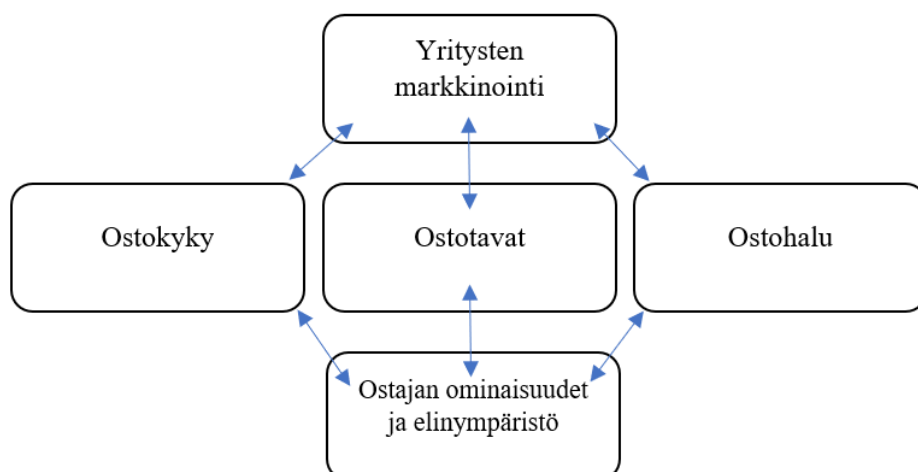 Yritysten
markkinointi
Ostokyky
Ostotavat
Ostohalu
Ostajan ominaisuudet
ja elinympäristö